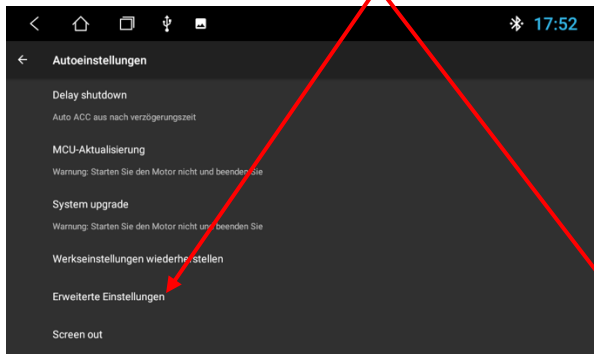 17:52
Autoeinstellungen
Delay shutdown
Auto ACC aus nach verzögerungszeit
MCU-Aktualisierung
Warnung: Starten Sie den Motor nicht und beenden Sie
System upgrade
Warnung: Starten Sie den Motor nicht und beenden Sie
Werkseinstellungen wiederherstellen
Erweiterte Einstellungen
Screen out